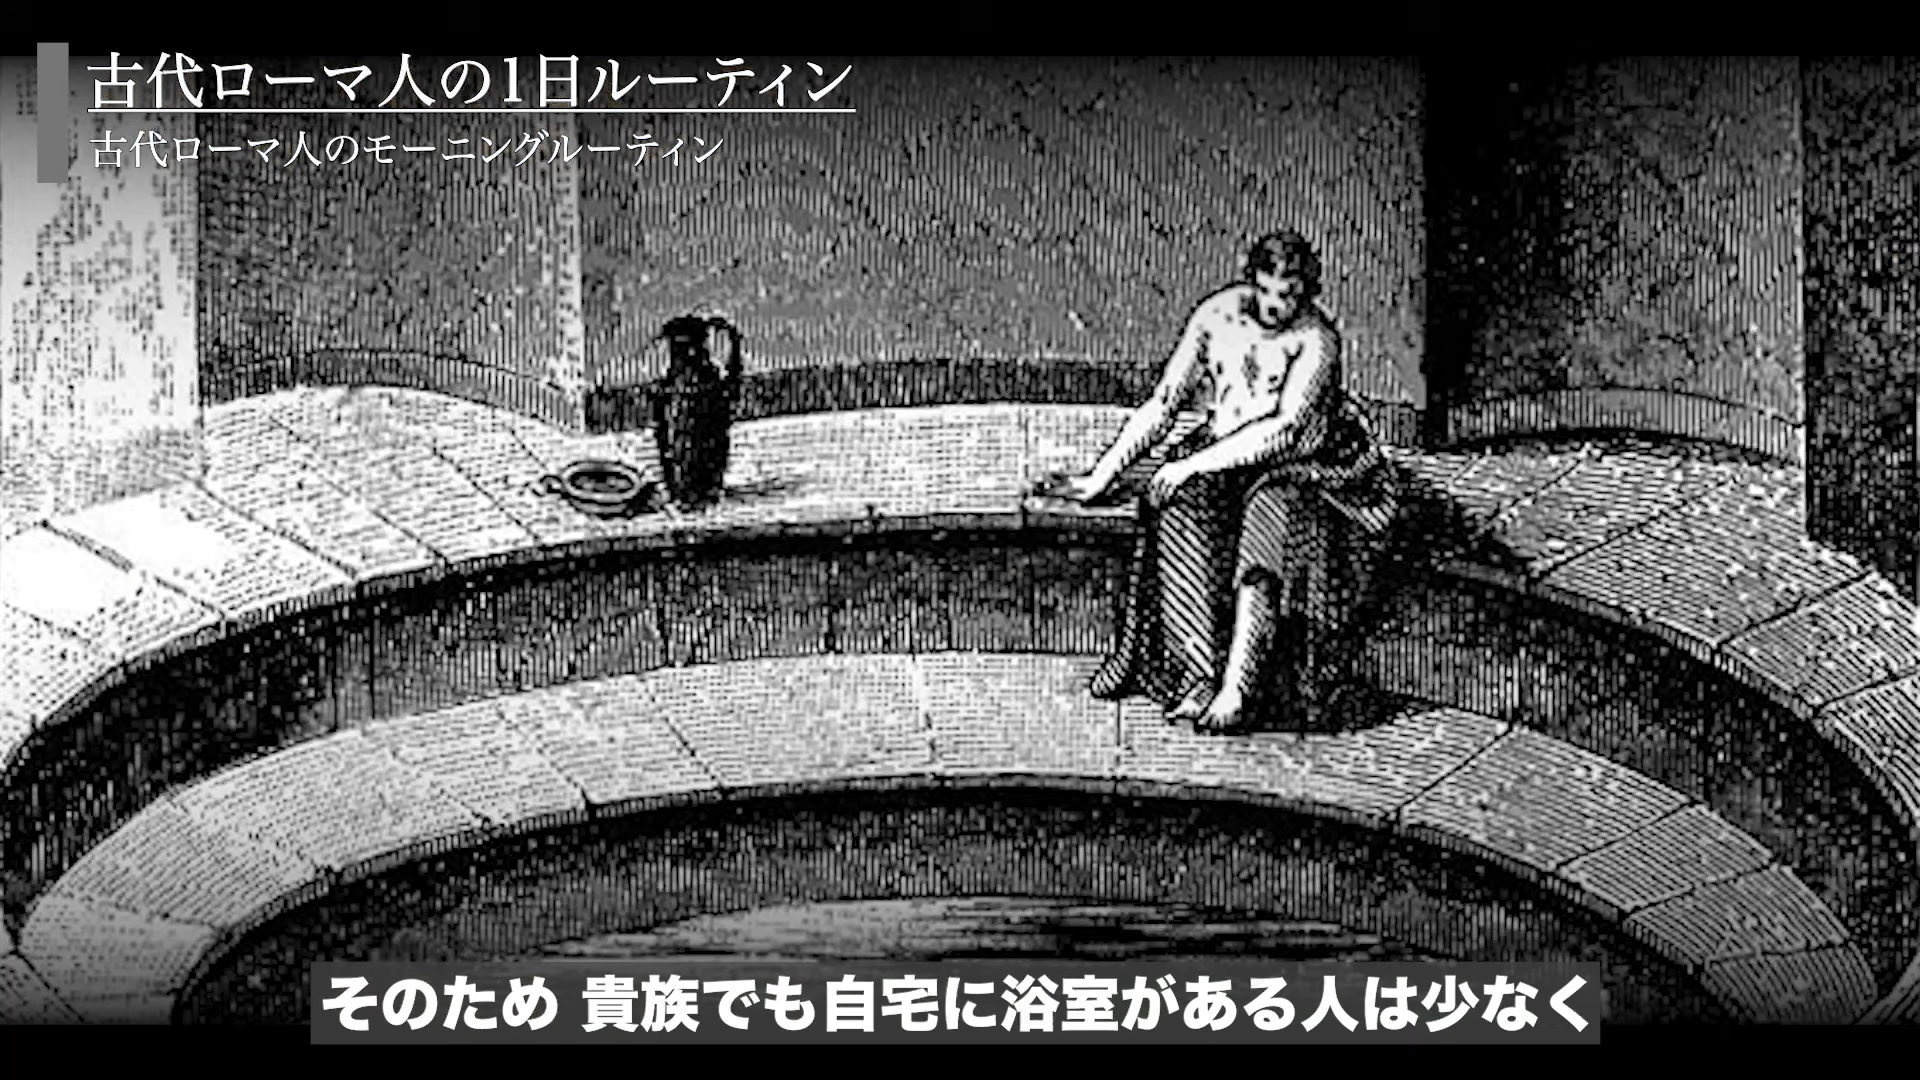 古代ローマ人の1日ルーティン
古代ローマ人のモーニングルーティン
そのため 貴族でも自宅に浴室がある人は少なく